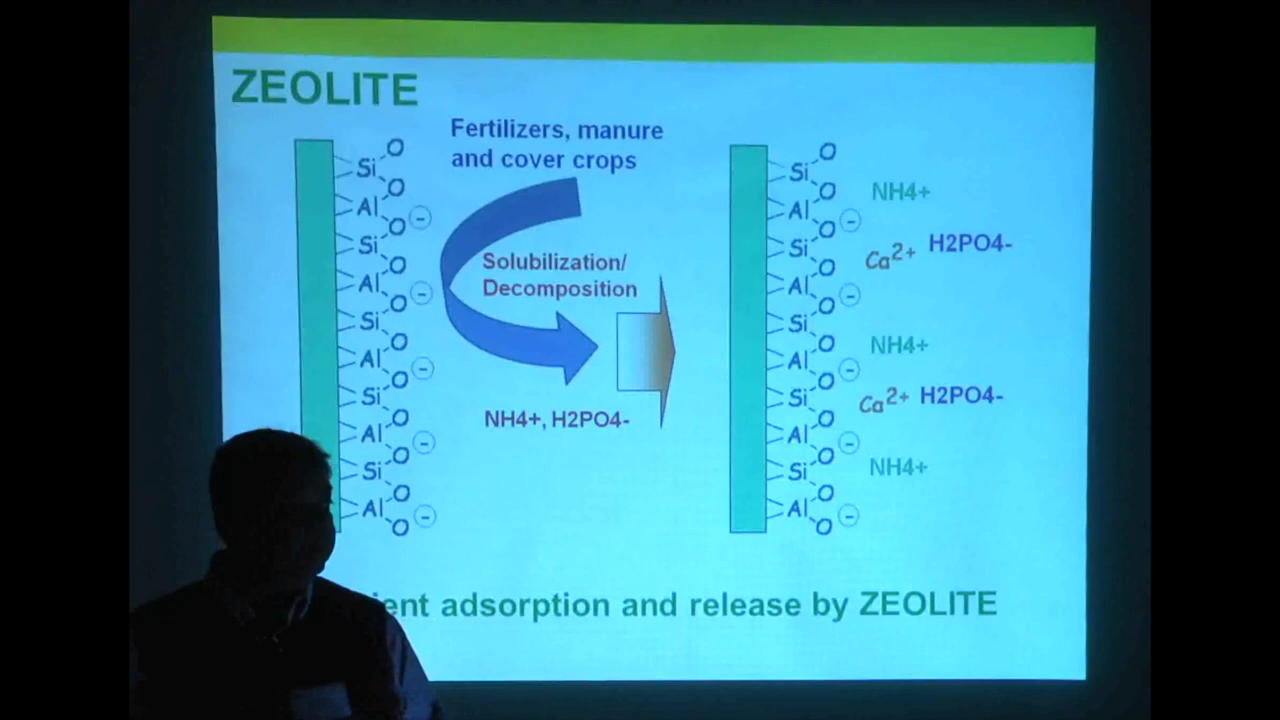 ZEOLITE
Fertilizers, manure
and cover crops
Si O
O
Al
O -
Si
O
Al
O -
Si
O
Al
O -
Si
O
Al
O -
Si
O
Al
O -
Solubilization/
Decomposition
NH4+, H2PO4-
Si O
O
Al
O -
Si
O
Al
O -
Si
O
Al
O -
Si
O
Al
O -
Si
O
Al
O -
NH4+
Ca2+ H2PO4-
NH4+
Ca2+ H2PO4-
NH4+
adsorption and release by ZEOLITE